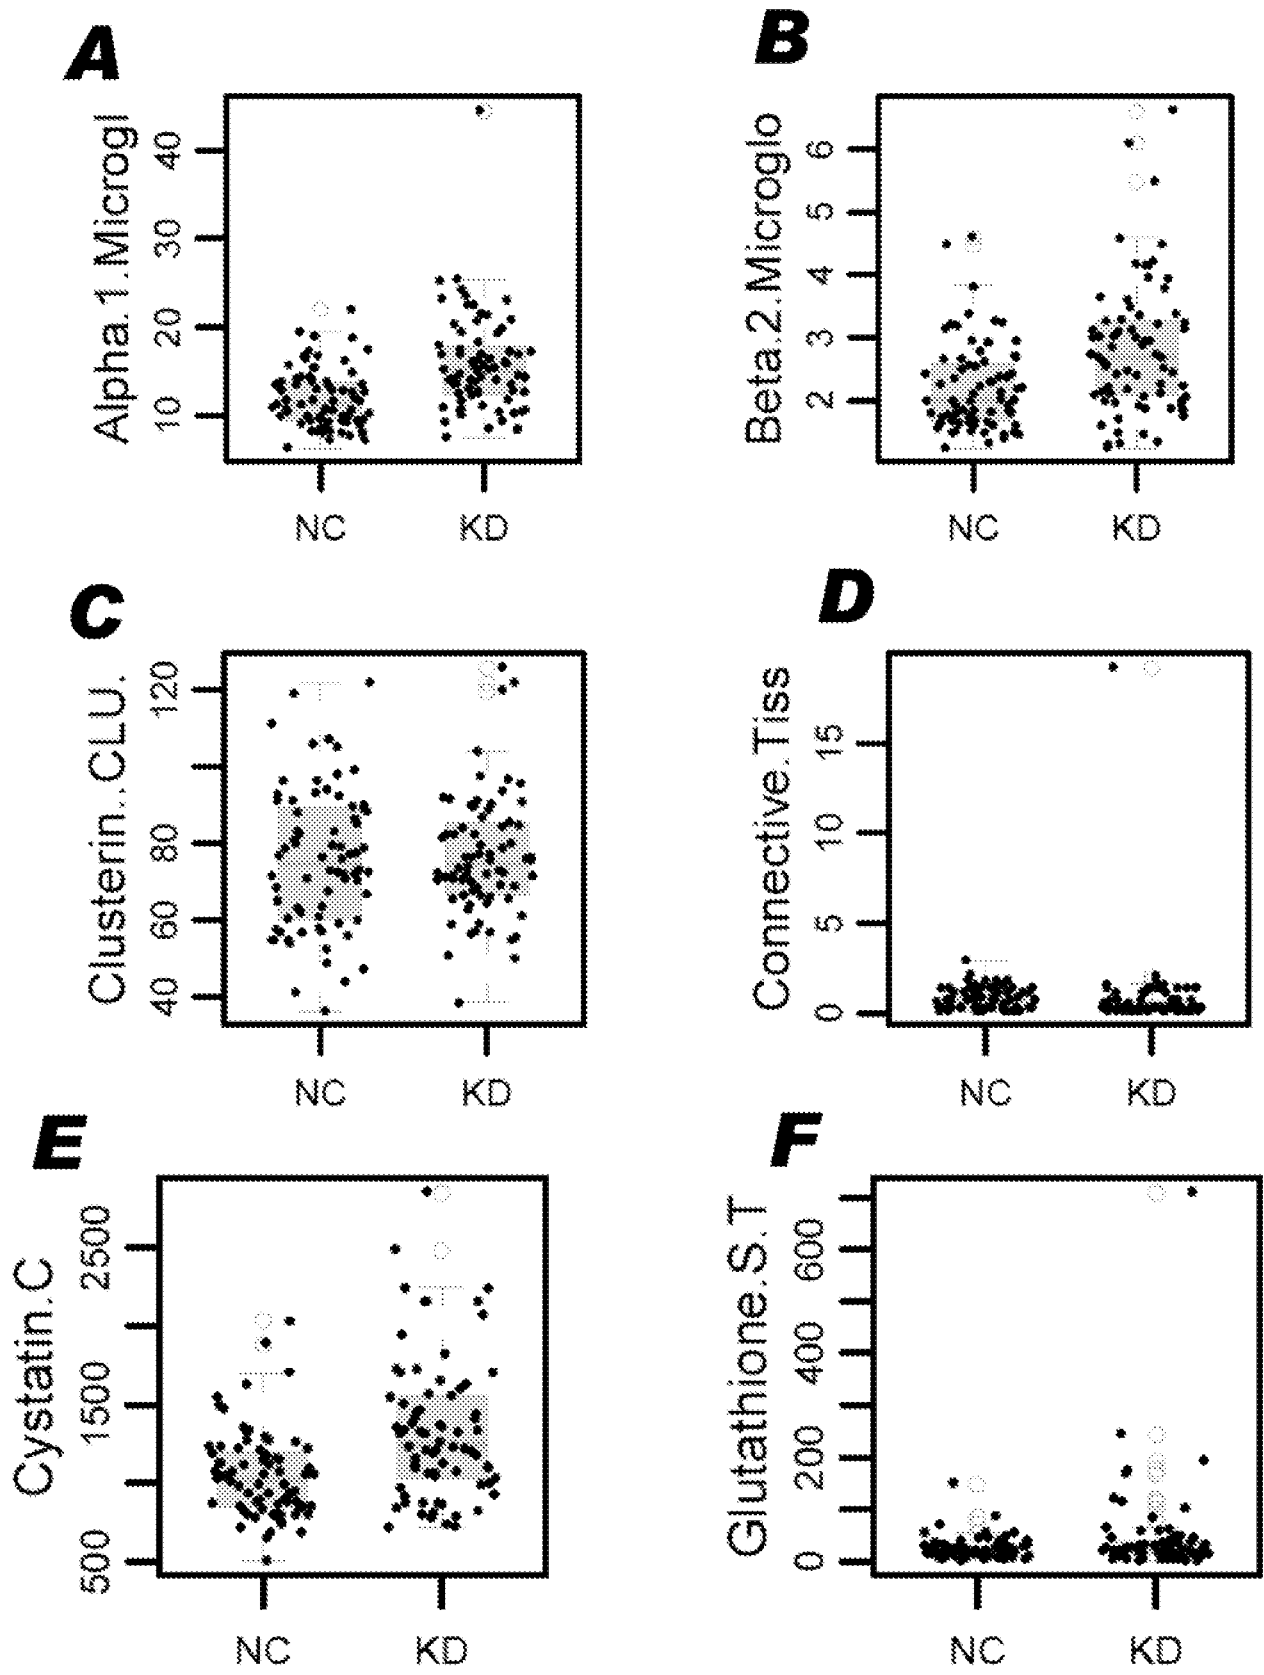 A
Alpha.1.Microgl
40
30
20
10
NC
KD
B
Beta.2.Microglo
6
5
4
3
2
NC
KD
C
Clusterin..CLU.
120
80
60
40
NC
KD
D
Connective.Tiss
15
10
5
0
NC
KD
E
Cystatin.C
2500
1500
500
NC
KD
F
Glutathione.S.T
600
400
200
0
NC
KD